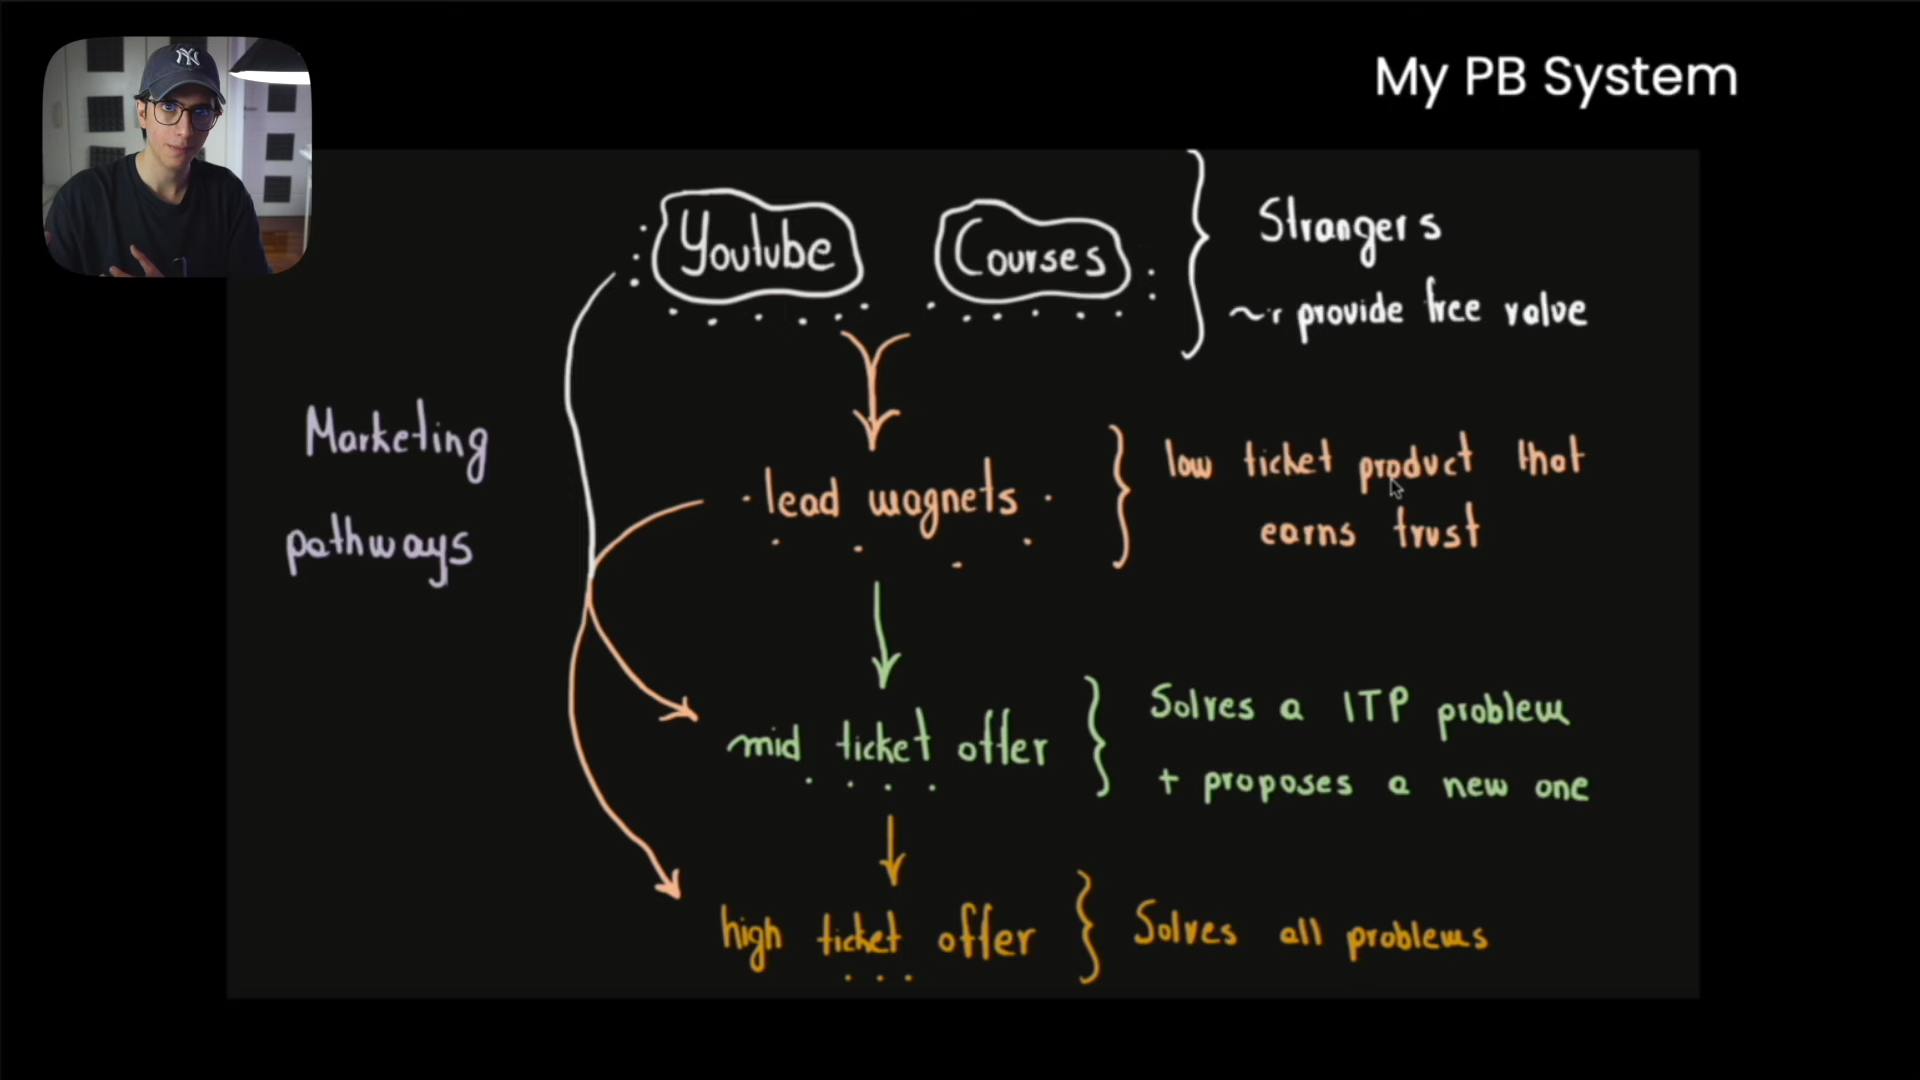 NY
My PB System
Youtube
Courses
Strangers
provide free value
Marketing
pathways
lead magnets
low ticket product that
earns trust
mid ticket offer
Solves a ITP problem
+ proposes a new one
high ticket offer
Solves all problems